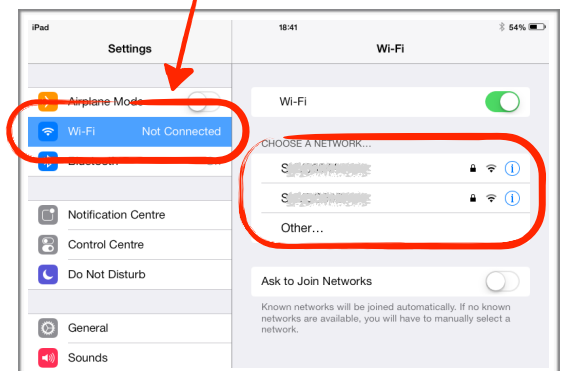 iPad 18:41 54%
Settings Wi-Fi
Airplane Mode
Wi-Fi Not Connected
Bluetooth
Notification Centre
Control Centre
Do Not Disturb
General
Sounds
Wi-Fi
CHOOSE A NETWORK...
Other...
Ask to Join Networks
Known networks will be joined automatically. If no known
networks are available, you will have to manually select a
network.